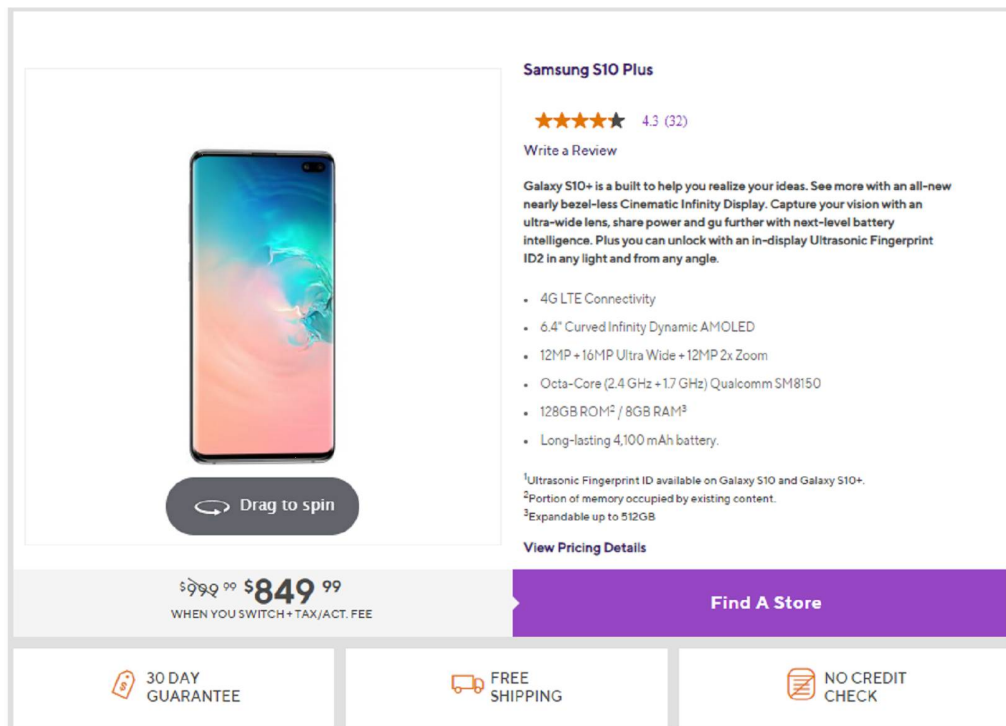 Samsung S10 Plus
4.3 (32)
Write a Review
Galaxy S10+ is a built to help you realize your ideas. See more with an all-new
nearly bezel-less Cinematic Infinity Display. Capture your vision with an
ultra-wide lens, share power and gu further with next-level battery
intelligence. Plus you can unlock with an in-display Ultrasonic Fingerprint
ID2 in any light and from any angle.
• 4G LTE Connectivity
• 6.4" Curved Infinity Dynamic AMOLED
• 12MP + 16MP Ultra Wide + 12MP 2x Zoom
• Octa-Core (2.4 GHz + 1.7 GHz) Qualcomm SM8150
• 128GB ROM² / 8GB RAM³
• Long-lasting 4,100 mAh battery.
¹Ultrasonic Fingerprint ID available on Galaxy S10 and Galaxy S10+.
²Portion of memory occupied by existing content.
³Expandable up to 512GB
View Pricing Details
Drag to spin
$999 99 $849 99
WHEN YOU SWITCH + TAX/ACT. FEE
Find A Store
30 DAY
GUARANTEE
FREE
SHIPPING
NO CREDIT
CHECK